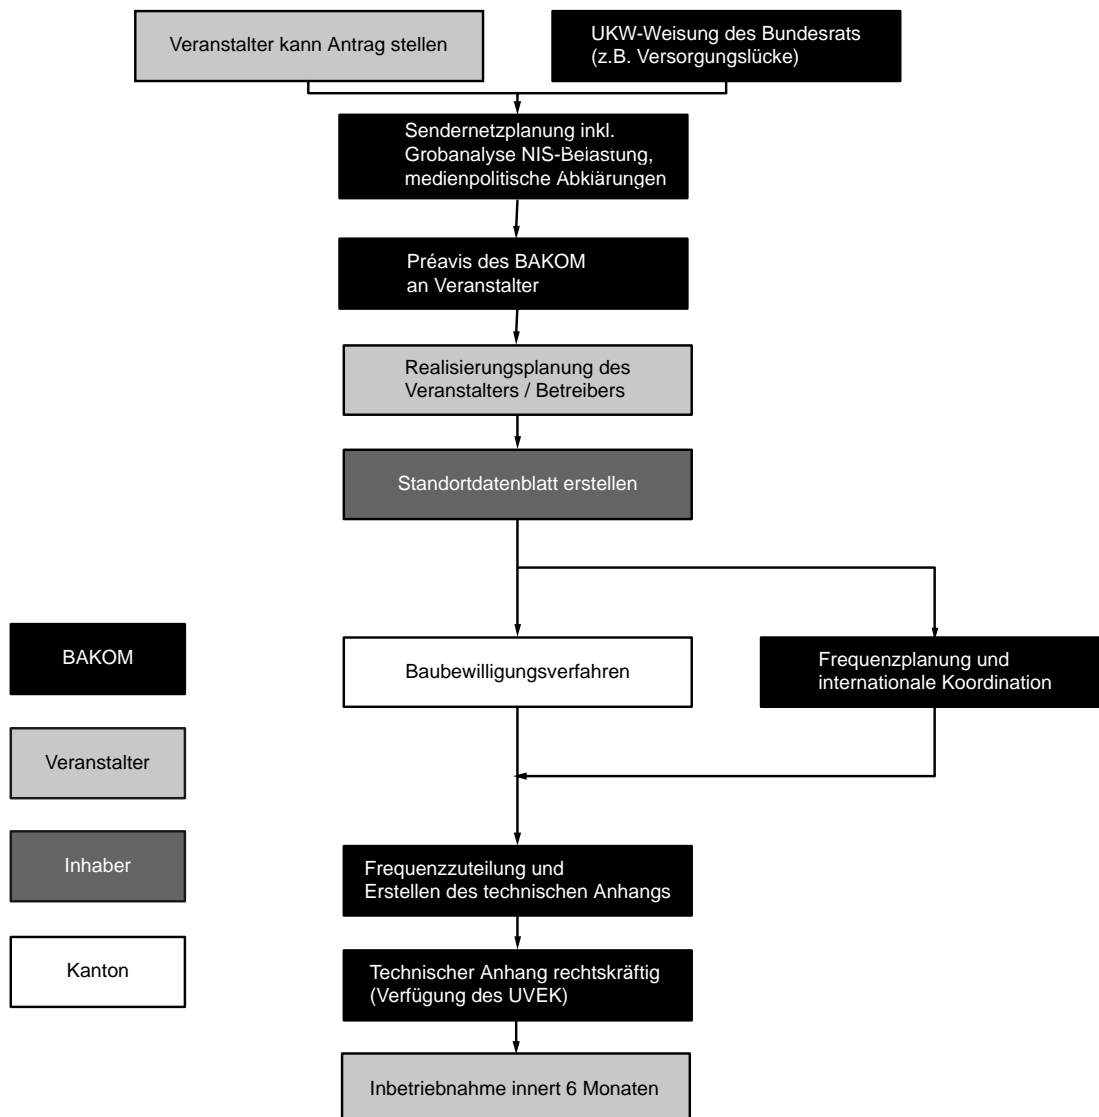 Veranstalter kann Antrag stellen
UKW-Weisung des Bundesrats
(z.B. Versorgungslücke)
Sendernetzplanung inkl.
Grobanalyse NIS-Belastung,
medienpolitische Abklärungen
Préavis des BAKOM
an Veranstalter
Realisierungsplanung des
Veranstalters / Betreibers
Standortdatenblatt erstellen
Baubewilligungsverfahren
Frequenzplanung und
internationale Koordination
Frequenzzuteilung und
Erstellen des technischen Anhangs
Technischer Anhang rechtskräftig
(Verfügung des UVEK)
Inbetriebnahme innert 6 Monaten
BAKOM
Veranstalter
Inhaber
Kanton